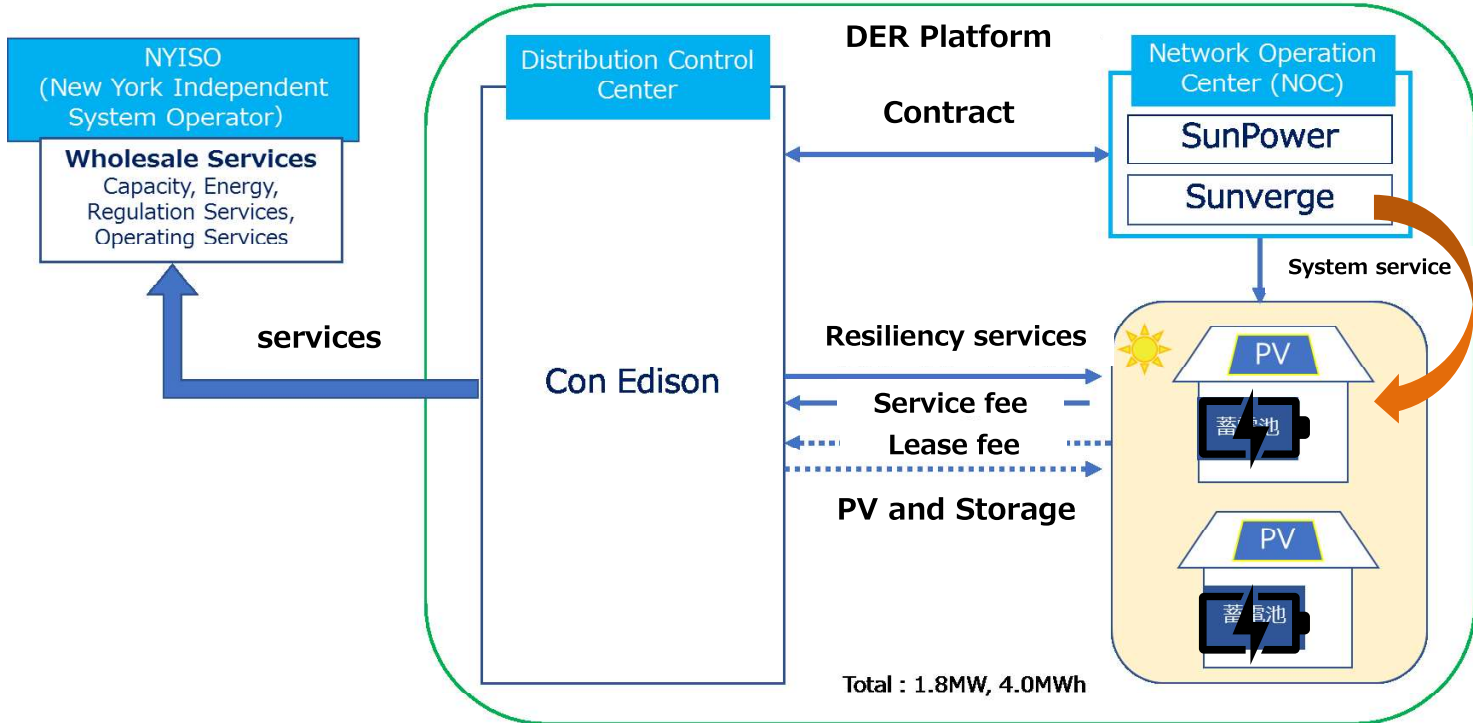 DER Platform
NYISO
(New York Independent
System Operator)
Wholesale Services
Capacity, Energy,
Regulation Services,
Operating Services
services
Distribution Control
Center
Con Edison
Contract
Network Operation
Center (NOC)
SunPower
Sunverge
System service
Resiliency services
Service fee
Lease fee
PV and Storage
PV
蓄電池
PV
蓄電池
Total : 1.8MW, 4.0MWh